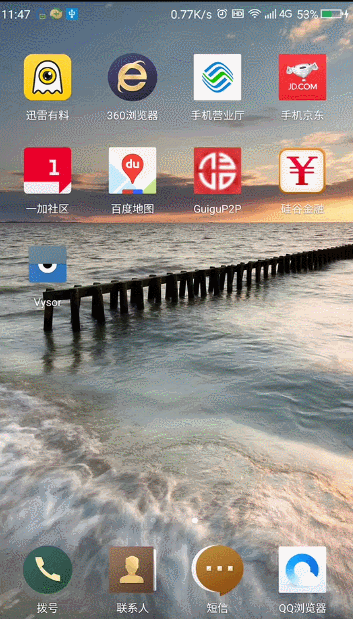 11:47 0.77K/s HD 4G 53%
JD.COM
迅雷有料 360浏览器 手机营业厅 手机京东
1 du
一加社区 百度地图 GuiguP2P 硅谷金融
Vysor
拨号 联系人 短信 QQ浏览器